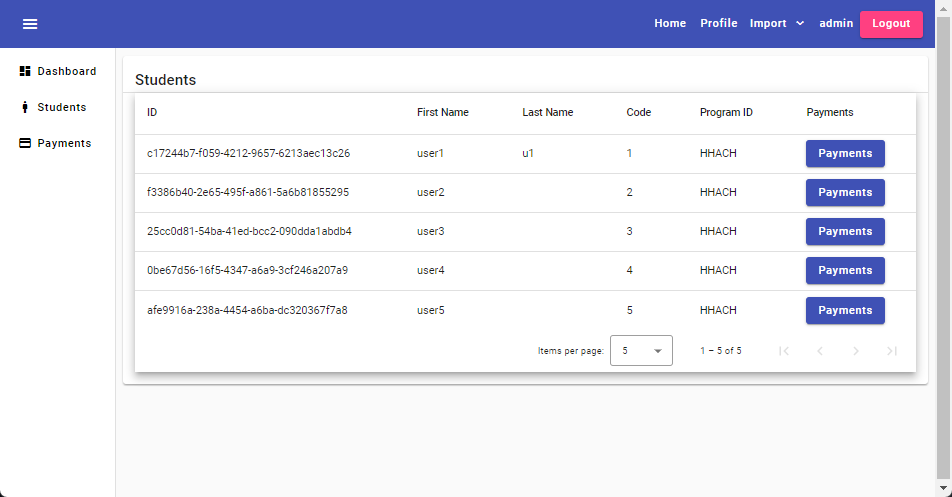 Home Profile Import admin Logout
Dashboard
Students
Payments
Students
ID First Name Last Name Code Program ID Payments
c17244b7-f059-4212-9657-6213aec13c26 user1 u1 1 HHACH Payments
f3386b40-2e65-495f-a861-5a6b81855295 user2 2 HHACH Payments
25cc0d81-54ba-41ed-bcc2-090dda1abdb4 user3 3 HHACH Payments
0be67d56-16f5-4347-a6a9-3cf246a207a9 user4 4 HHACH Payments
afe9916a-238a-4454-a6ba-dc320367f7a8 user5 5 HHACH Payments
Items per page: 5 1 – 5 of 5